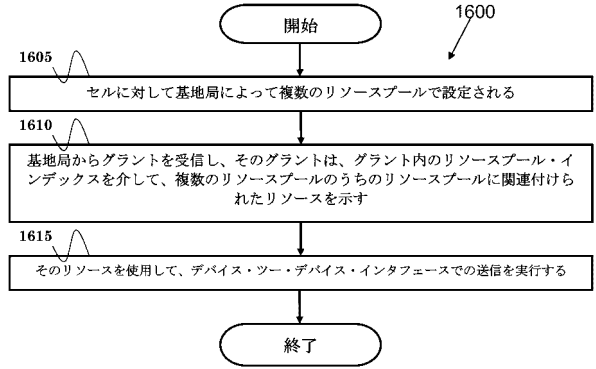 開始
1600
1605
セルに対して基地局によって複数のリソースプールで設定される
1610
基地局からグラントを受信し、そのグラントは、グラント内のリソースプール・イ
ンデックスを介して、複数のリソースプールのうちのリソースプールに関連付けら
れたリソースを示す
1615
そのリソースを使用して、デバイス・ツー・デバイス・インタフェースでの送信を実行する
終了